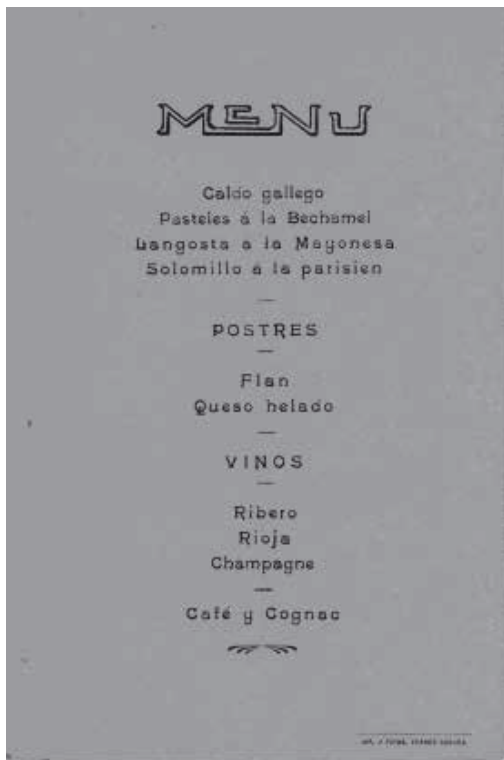 MENU
Caldo gallego
Pasteles á la Bechamel
Langosta a la Mayonesa
Solomillo á la parisien
POSTRES
Flan
Queso helado
VINOS
Ribero
Rioja
Champagne
Café y Cognac